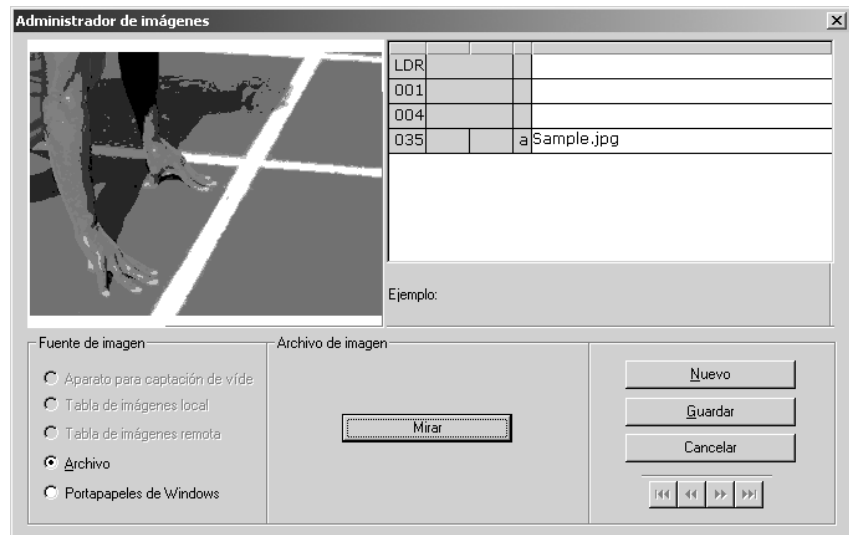 Administrador de imágenes
LDR
001
004
035 a Sample.jpg
Ejemplo:
Fuente de imagen
Aparato para captación de víde
Tabla de imágenes local
Tabla de imágenes remota
Archivo
Portapapeles de Windows
Archivo de imagen
Mirar
Nuevo
Guardar
Cancelar